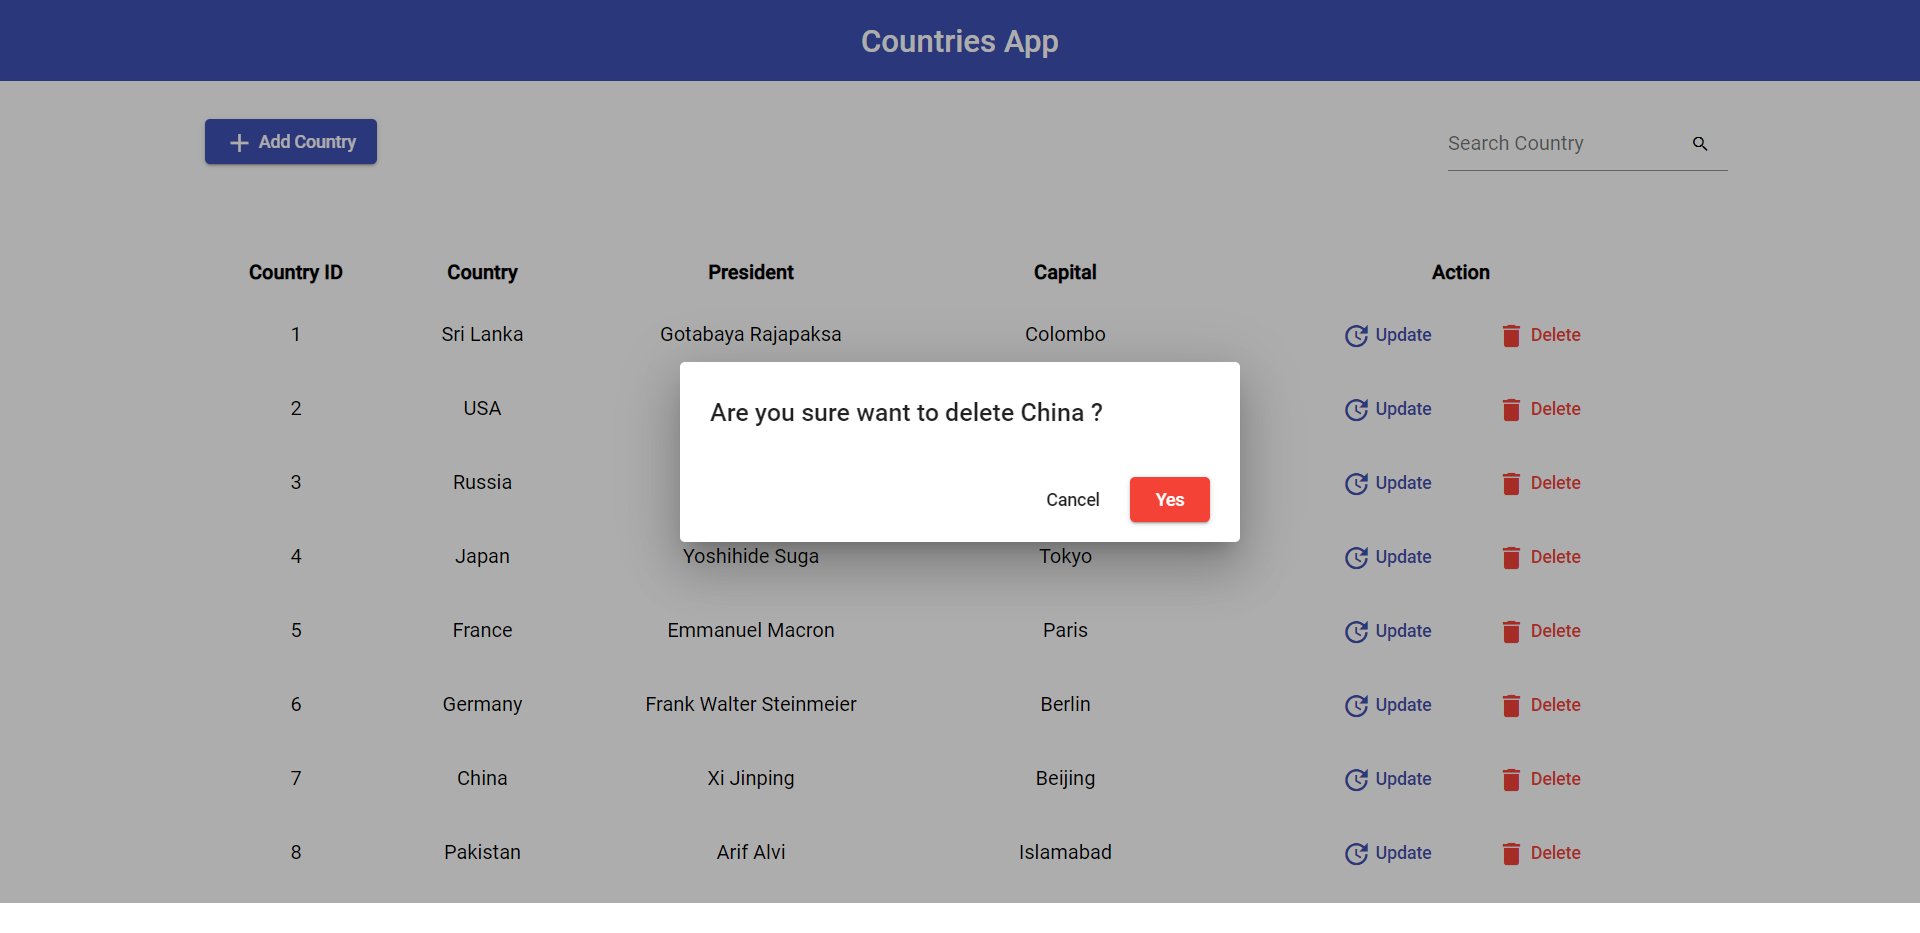 Countries App
Add Country
Search Country
Country ID Country President Capital Action
1 Sri Lanka Gotabaya Rajapaksa Colombo Update Delete
2 USA Update Delete
Are you sure want to delete China ?
3 Russia Update Delete
Cancel Yes
4 Japan Yoshihide Suga Tokyo Update Delete
5 France Emmanuel Macron Paris Update Delete
6 Germany Frank Walter Steinmeier Berlin Update Delete
7 China Xi Jinping Beijing Update Delete
8 Pakistan Arif Alvi Islamabad Update Delete